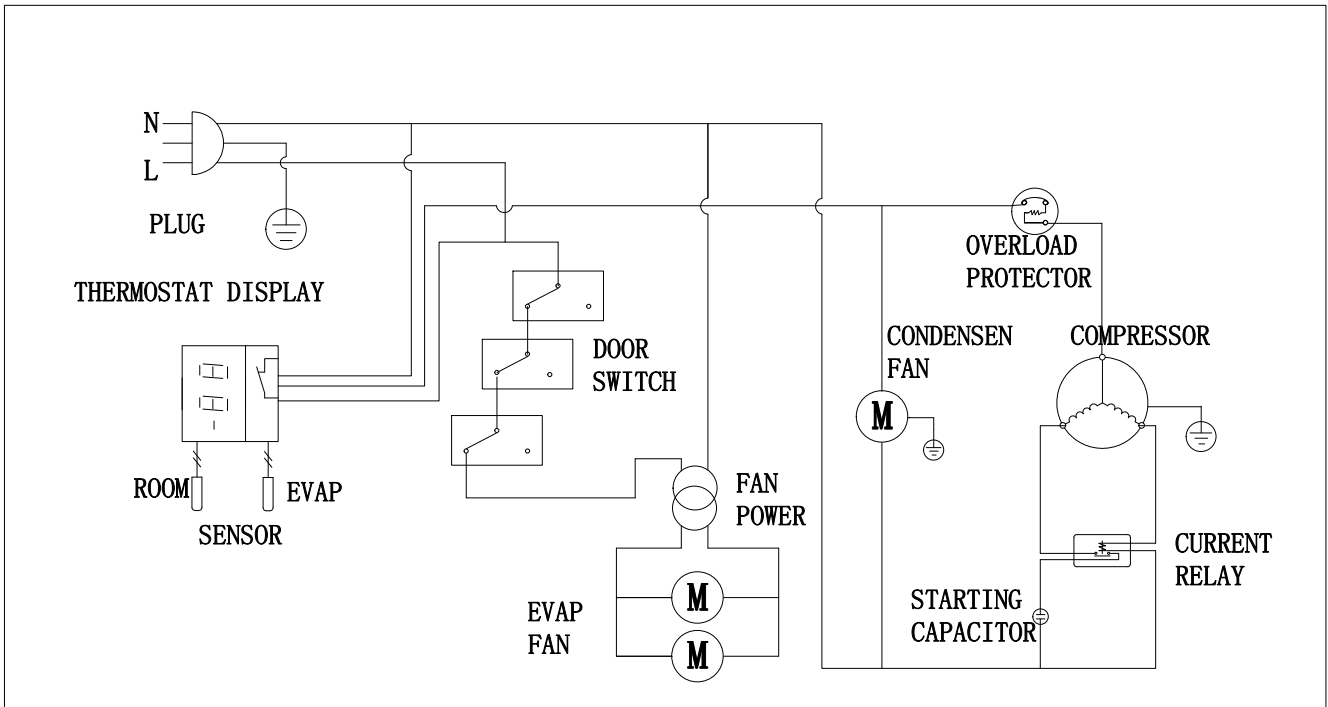 N
L
PLUG
THERMOSTAT DISPLAY
OVERLOAD
PROTECTOR
DOOR
SWITCH
CONDENSEN
FAN
COMPRESSOR
M
ROOM
EVAP
SENSOR
FAN
POWER
CURRENT
RELAY
EVAP
FAN
M
M
STARTING
CAPACITOR